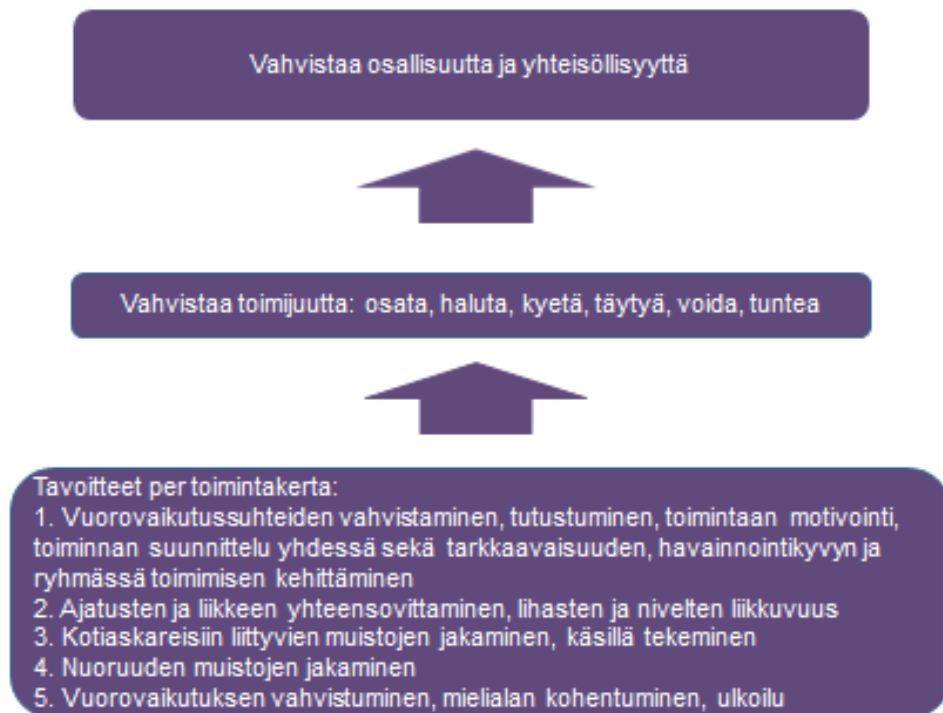 Vahvistaa osallisuutta ja yhteisöllisyyttä
Vahvistaa toimijuutta: osata, haluta, kyetä, täytyä, voida, tuntea
Tavoitteet per toimintakerta:
1. Vuorovaikutussuhteiden vahvistaminen, tutustuminen, toimintaan motivointi,
toiminnan suunnittelu yhdessä sekä tarkkaavaisuuden, havainnointikyvyn ja
ryhmässä toimimisen kehittäminen
2. Ajatusten ja liikkeen yhteensovittaminen, lihasten ja nivelten liikkuvuus
3. Kotiaskareisiin liittyvien muistojen jakaminen, käsillä tekeminen
4. Nuoruuden muistojen jakaminen
5. Vuorovaikutuksen vahvistuminen, mielialan kohentuminen, ulkoilu